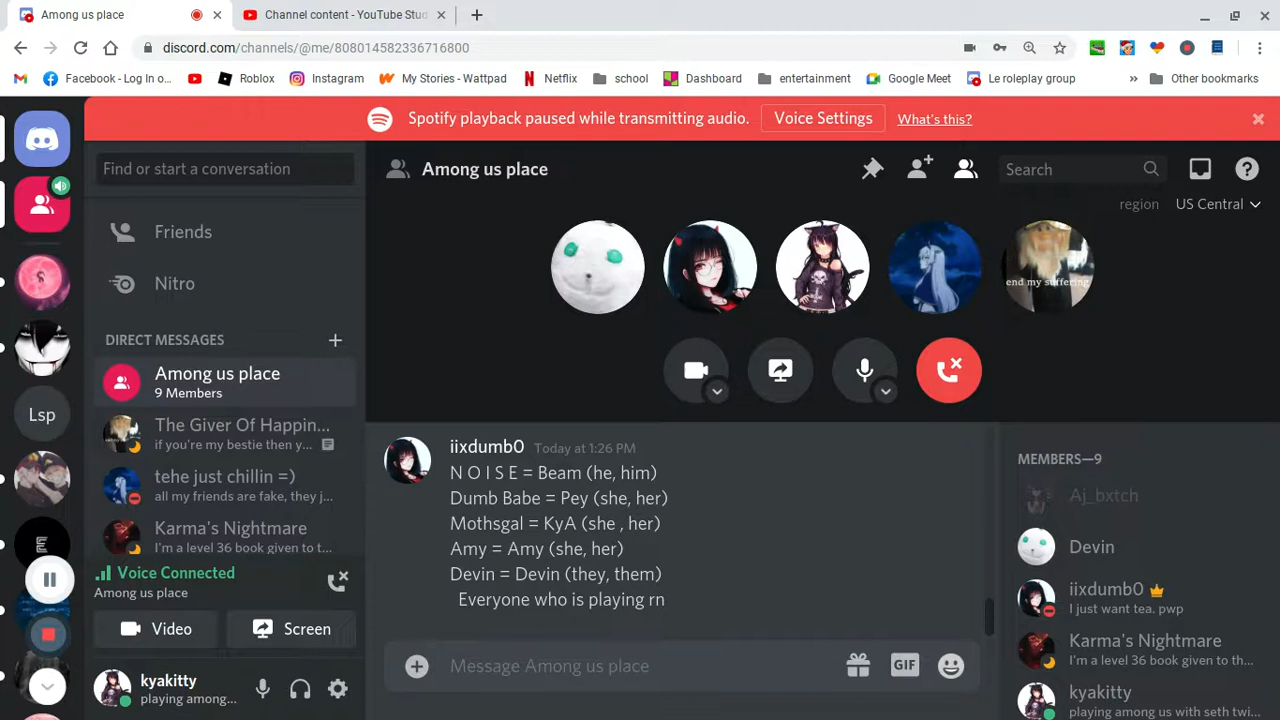 Among us place
Channel content - YouTube Stud
discord.com/channels/@me/808014582336716800
Facebook - Log In o...
Roblox
Instagram
My Stories - Wattpad
Netflix
school
Dashboard
entertainment
Google Meet
Le roleplay group
Other bookmarks
Spotify playback paused while transmitting audio.
Voice Settings
What's this?
Find or start a conversation
Among us place
Search
region
US Central
Friends
Nitro
end my suffering
DIRECT MESSAGES
Among us place
9 Members
The Giver Of Happin...
if you're my bestie then y...
tehe just chillin =)
all my friends are fake, they j...
Karma's Nightmare
I'm a level 36 book given to t...
Lsp
E
Voice Connected
Among us place
Video
Screen
kyakitty
playing among...
iixdumb0 Today at 1:26 PM
N O I S E = Beam (he, him)
Dumb Babe = Pey (she, her)
Mothsgal = KyA (she , her)
Amy = Amy (she, her)
Devin = Devin (they, them)
Everyone who is playing rn
Message Among us place
GIF
MEMBERS—9
Aj_bxtch
Devin
iixdumb0
I just want tea, pwp
Karma's Nightmare
I'm a level 36 book given to th...
kyakitty
playing among us with seth twi...